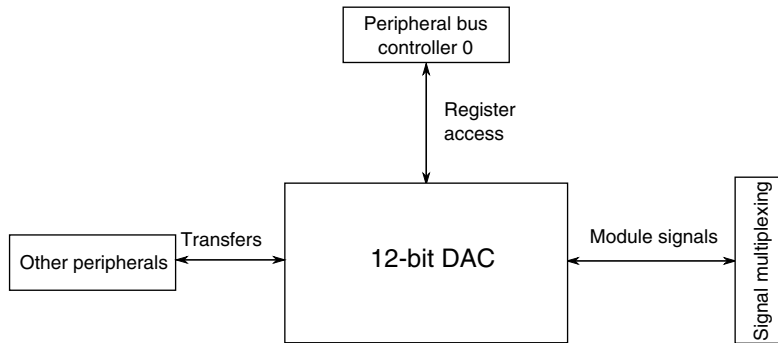 Peripheral bus
controller 0
Register
access
Transfers
Other peripherals
12-bit DAC
Module signals
Signal multiplexing